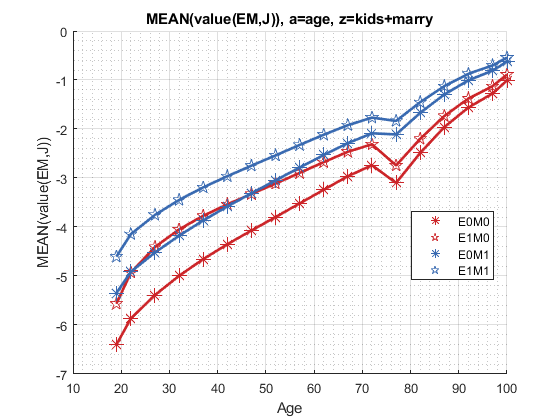 MEAN(value(EM,J)), a=age, z=kids+marry
0
-1
-2
-3
-4
-5
-6
-7
MEAN(value(EM,J))
E0M0
E1M0
E0M1
E1M1
10 20 30 40 50 60 70 80 90 100
Age